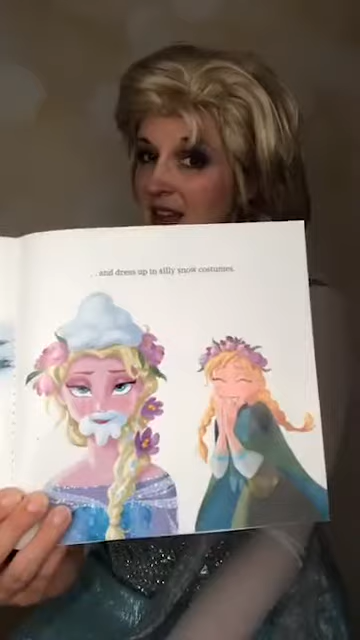 . . . and dress up in silly snow costumes.